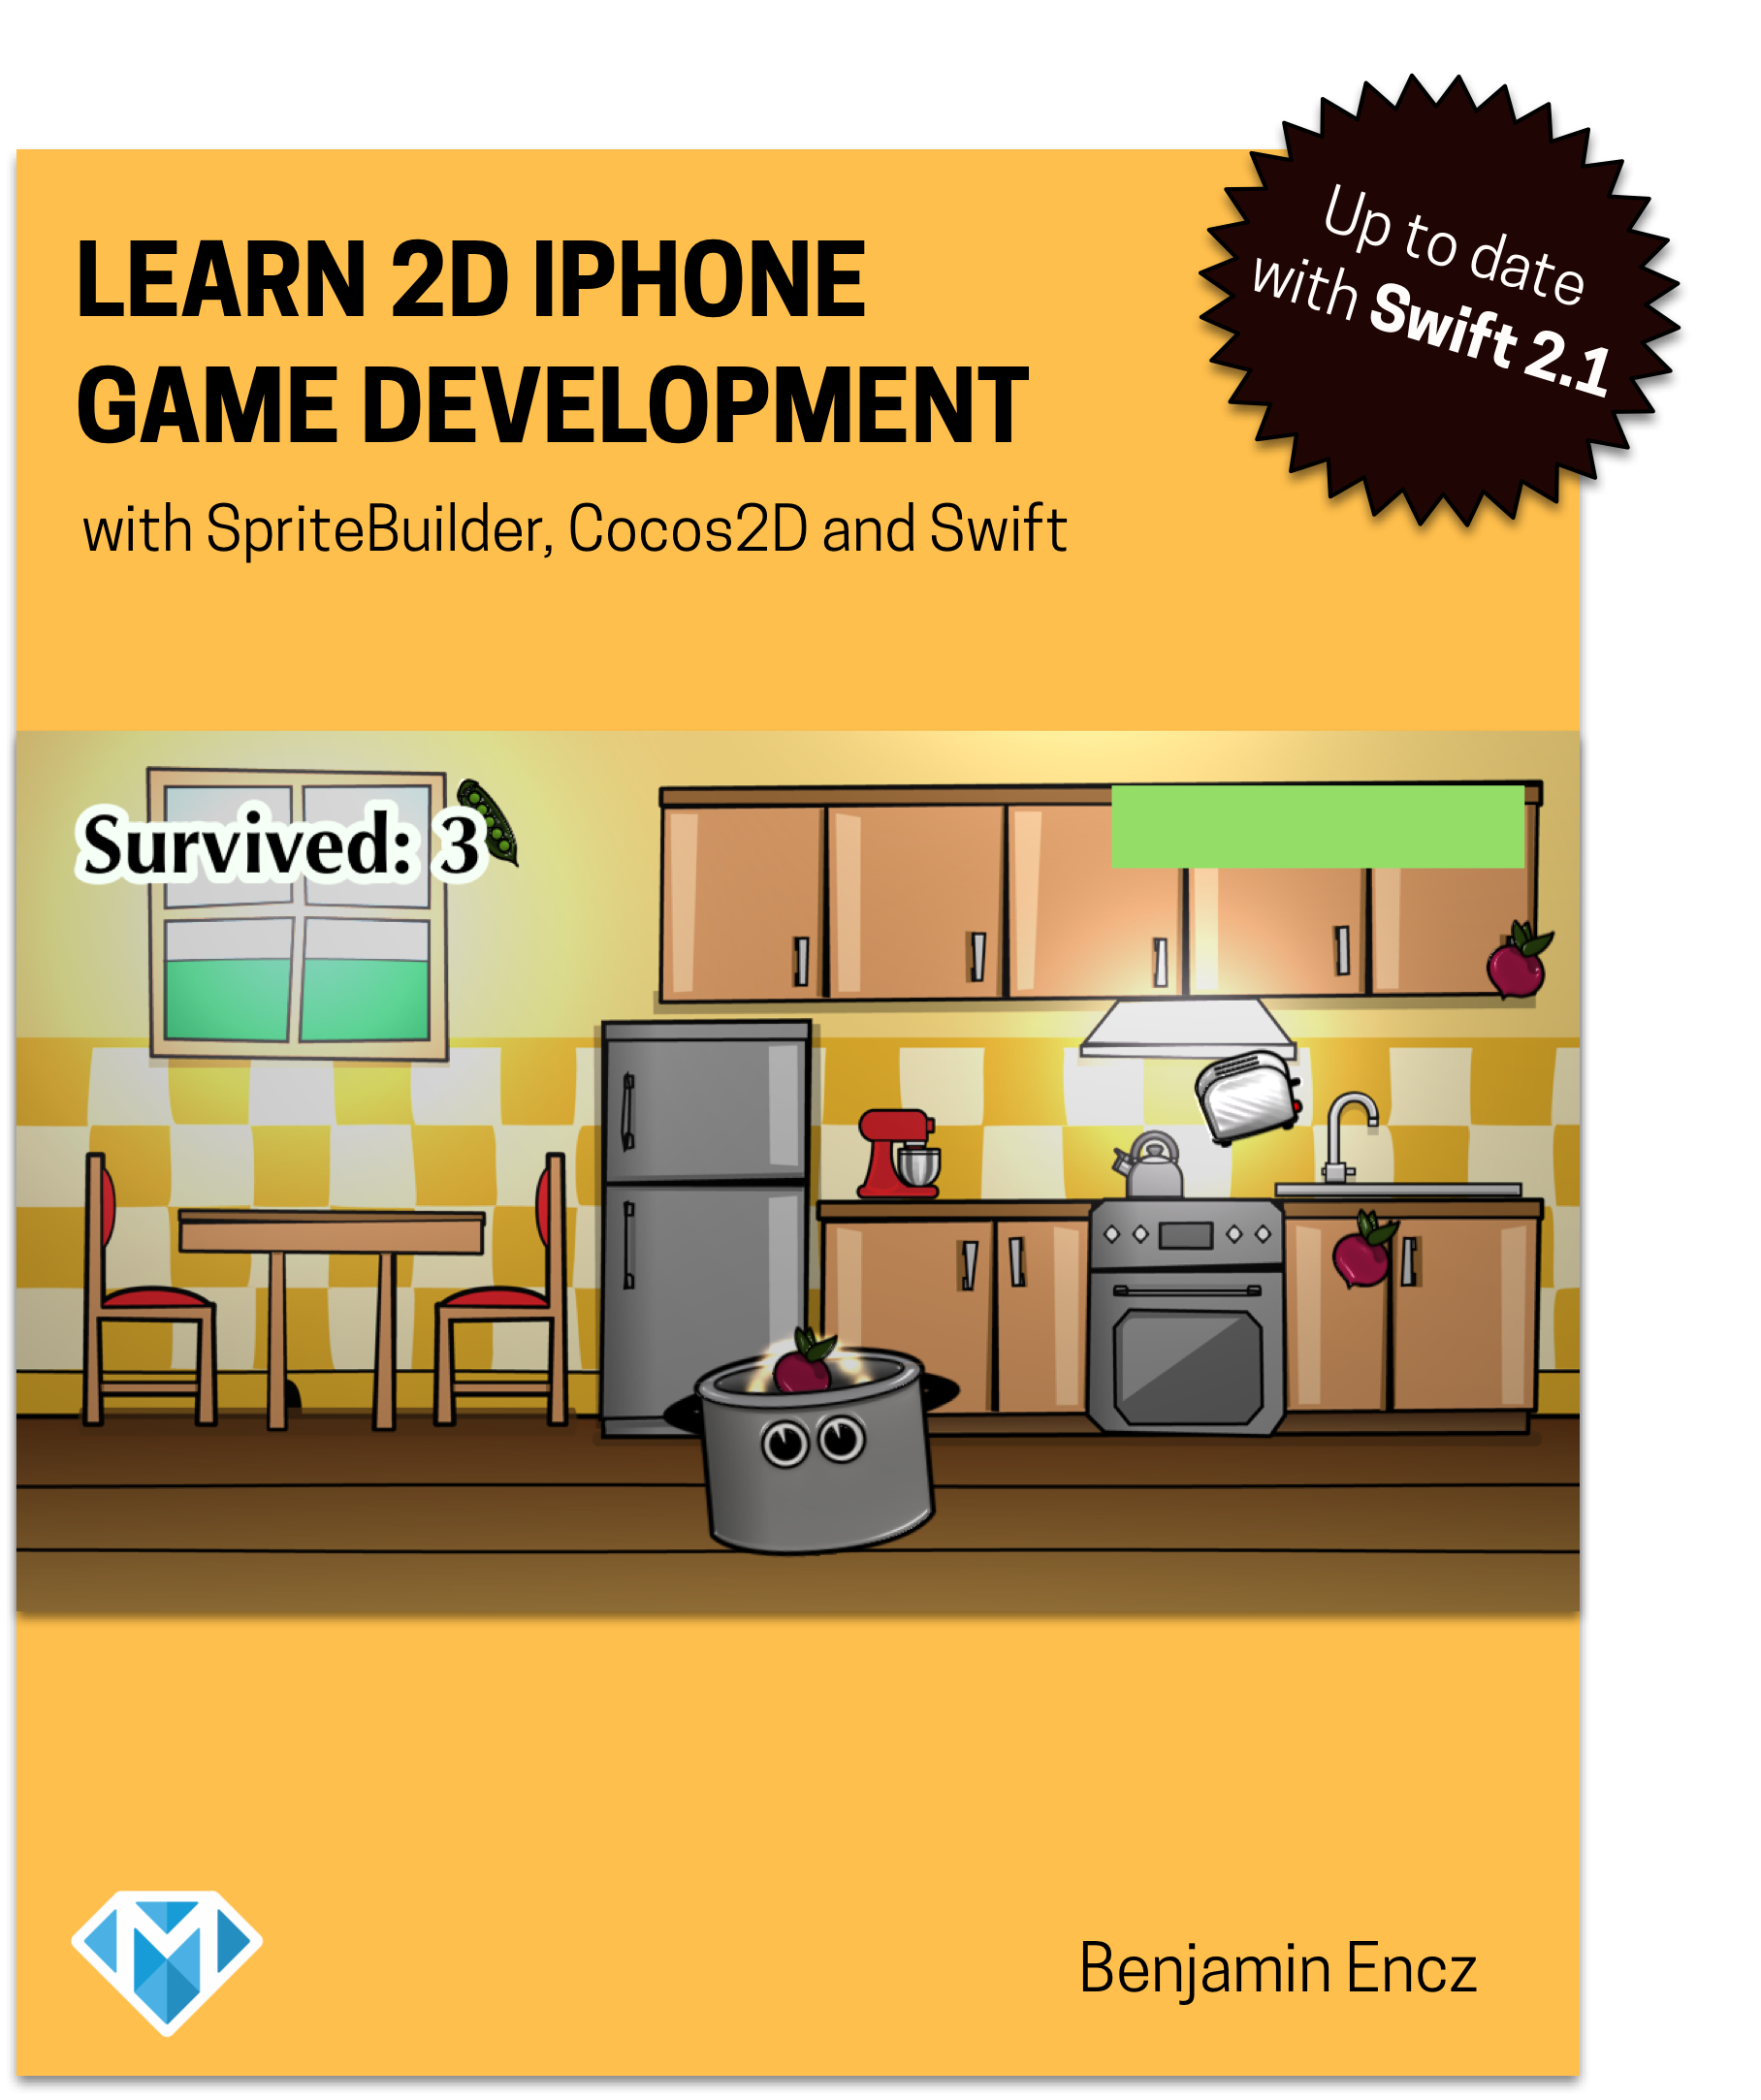 Up to date
with Swift 2.1
LEARN 2D IPHONE
GAME DEVELOPMENT
with SpriteBuilder, Cocos2D and Swift
Survived: 3
M
Benjamin Encz